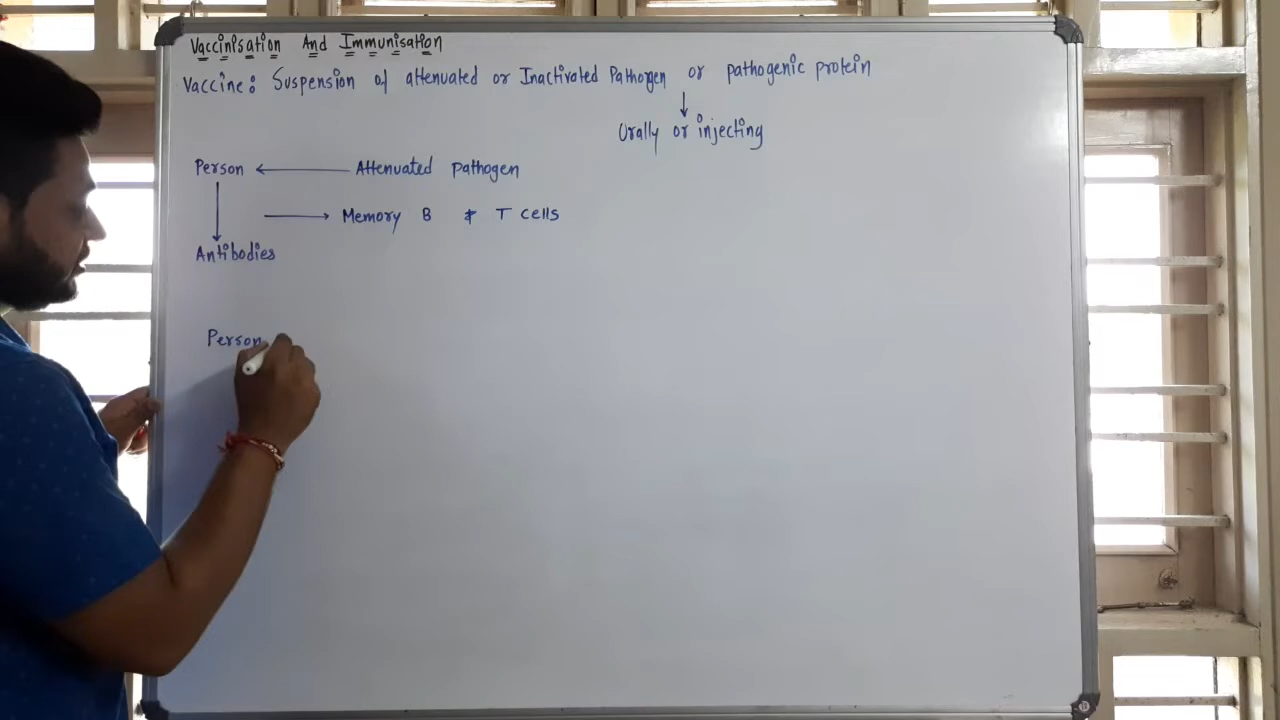 Vaccinisation And Immunisation
Vaccine: Suspension of attenuated or Inactivated Pathogen or pathogenic protein
↓
Orally or injecting
Person ← Attenuated pathogen
↓ → Memory B & T cells
Antibodies
Person